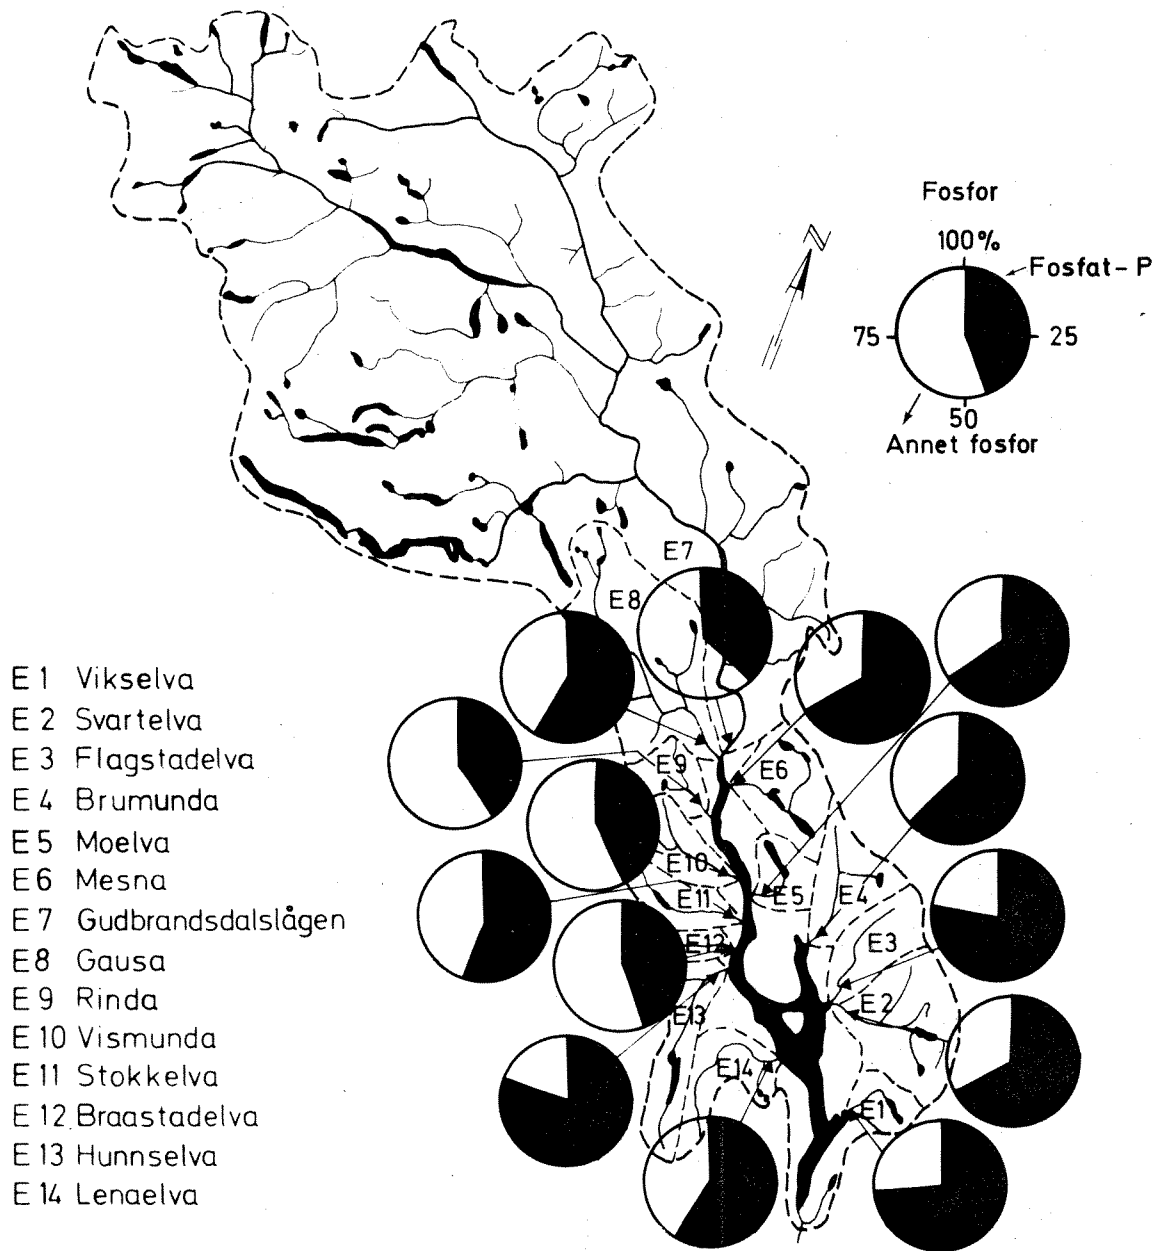 Fosfor
100%
Fosfat-P
75
25
50
Annet fosfor
N
E7
E8
E9
E6
E10
E11
E5
E4
E12
E3
E13
E2
E14
E1
E 1 Vikselva
E 2 Svartelva
E 3 Flagstadelva
E 4 Brumunda
E 5 Moelva
E 6 Mesna
E 7 Gudbrandsdalslågen
E 8 Gausa
E 9 Rinda
E 10 Vismunda
E 11 Stokkelva
E 12 Braastadelva
E 13 Hunnselva
E 14 Lenaelva